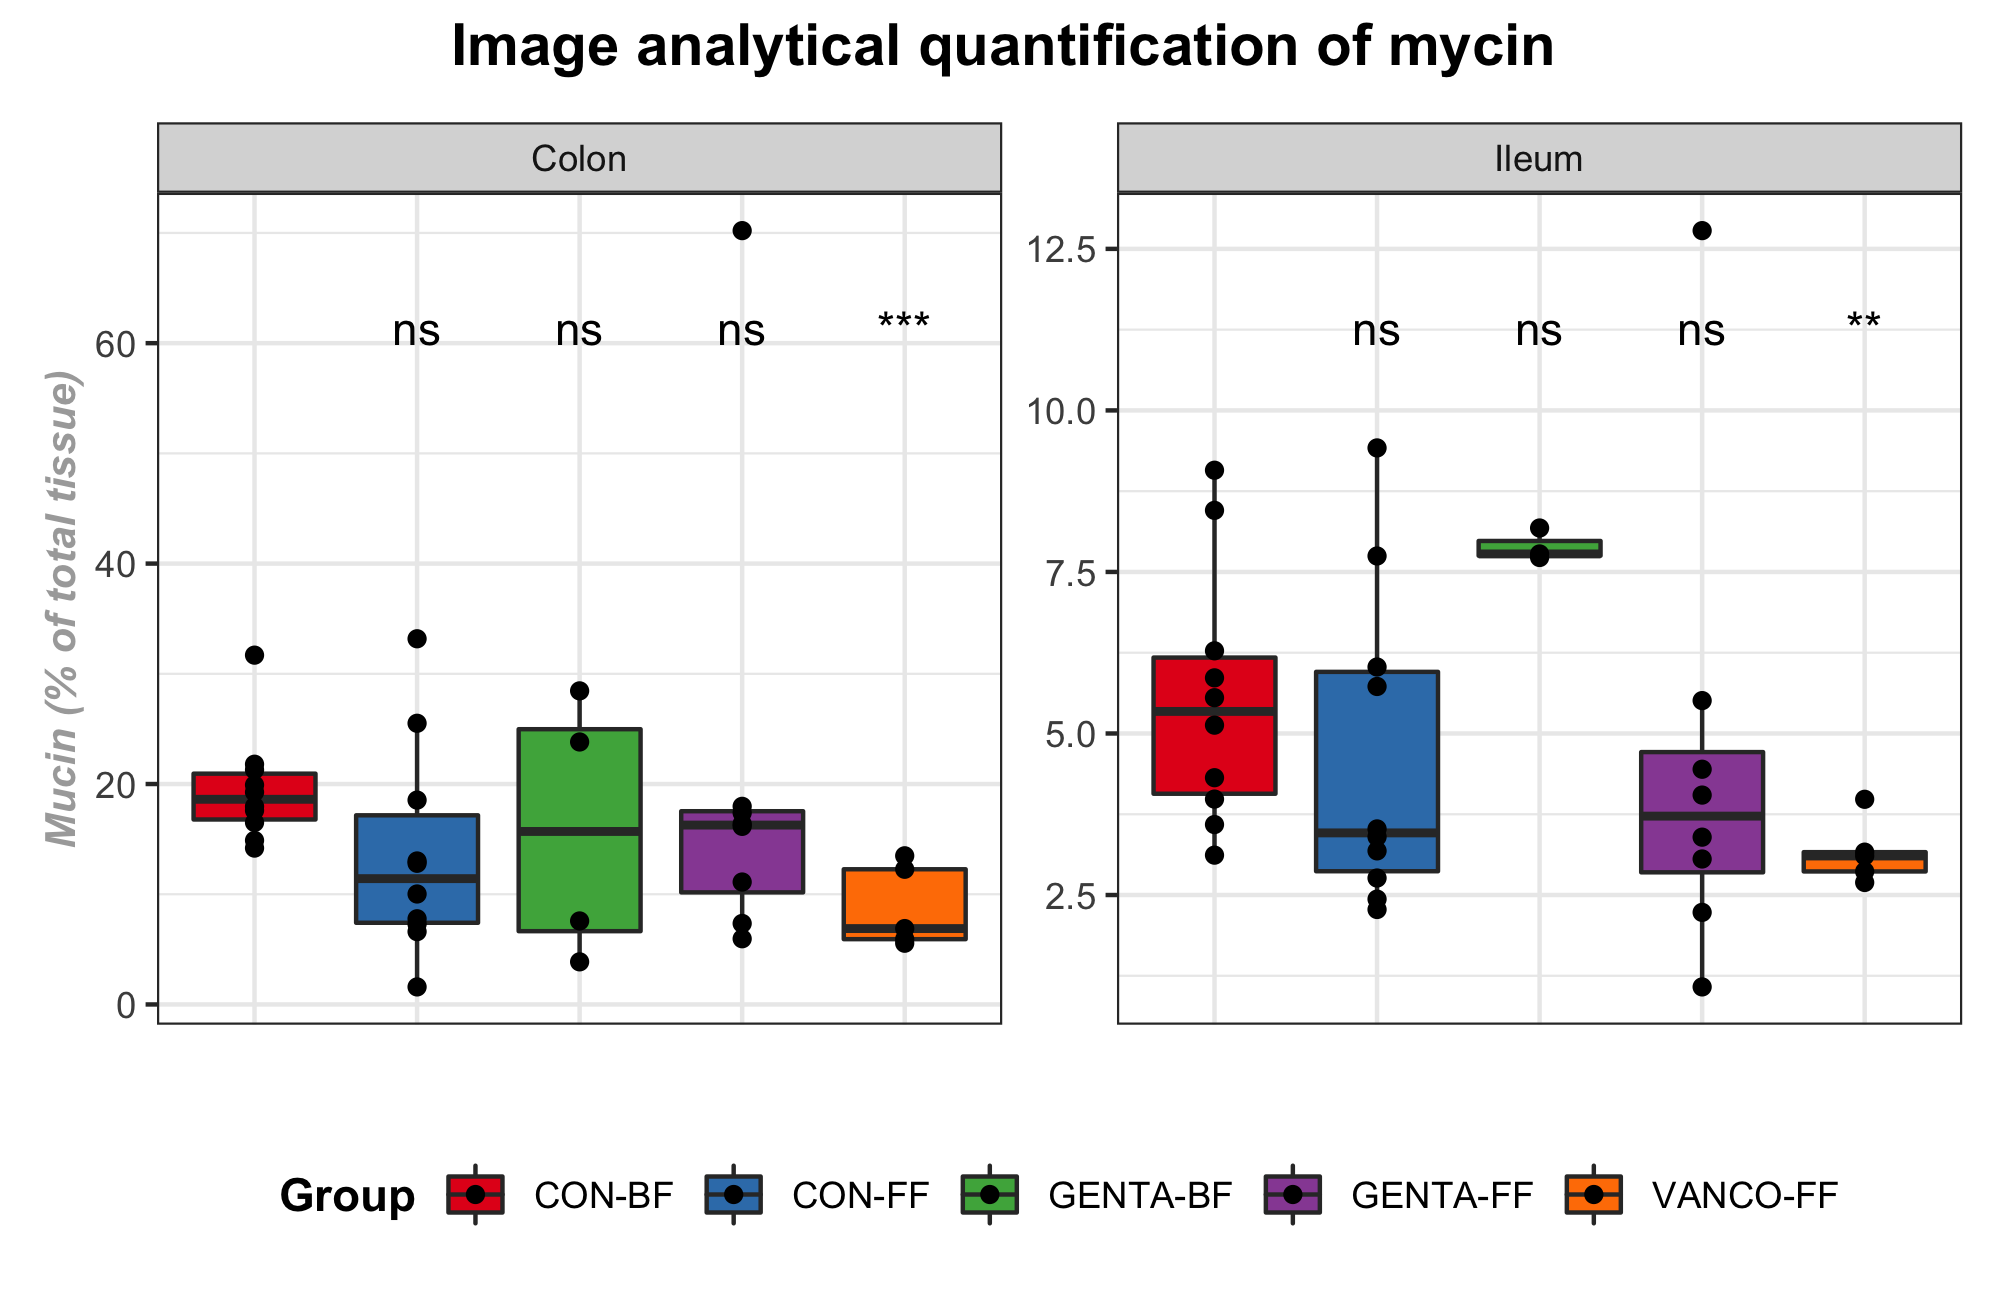 Image analytical quantification of mycin
Colon
Ileum
Mucin (% of total tissue)
60
40
20
0
ns ns ns ***
12.5
10.0
7.5
5.0
2.5
ns ns ns **
Group CON-BF CON-FF GENTA-BF GENTA-FF VANCO-FF